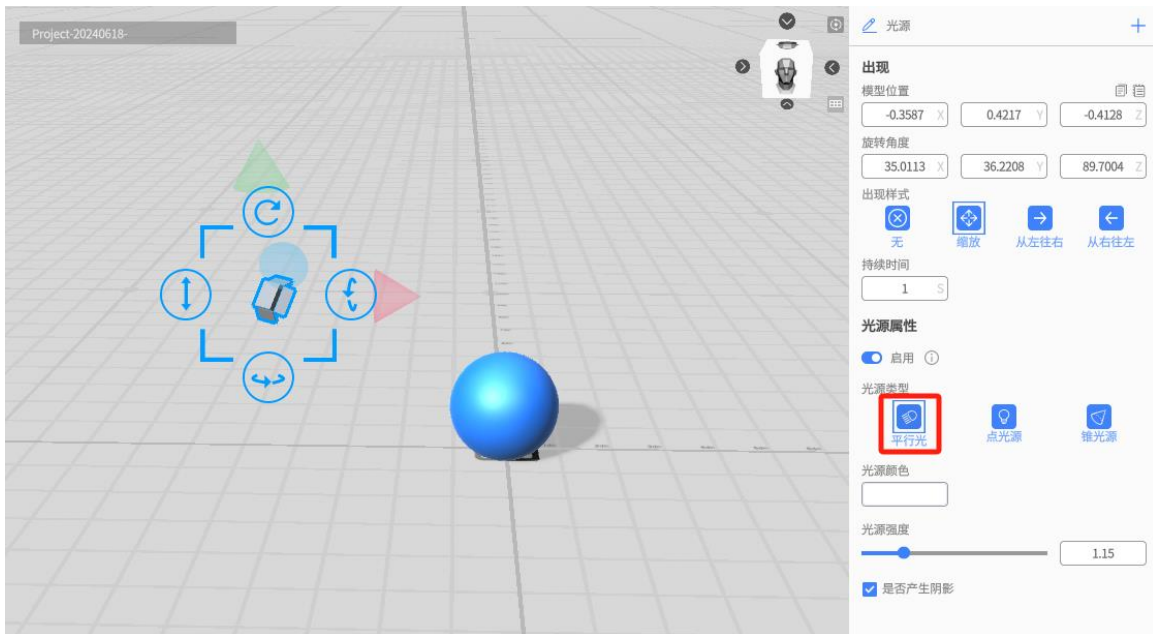 Project-20240618-
光源
出现
模型位置
-0.3587 X 0.4217 Y -0.4128 Z
旋转角度
35.0113 X 36.2208 Y 89.7004 Z
出现样式
无 缩放 从左往右 从右往左
持续时间
1 S
光源属性
启用
光源类型
平行光 点光源 锥光源
光源颜色
光源强度
1.15
是否产生阴影